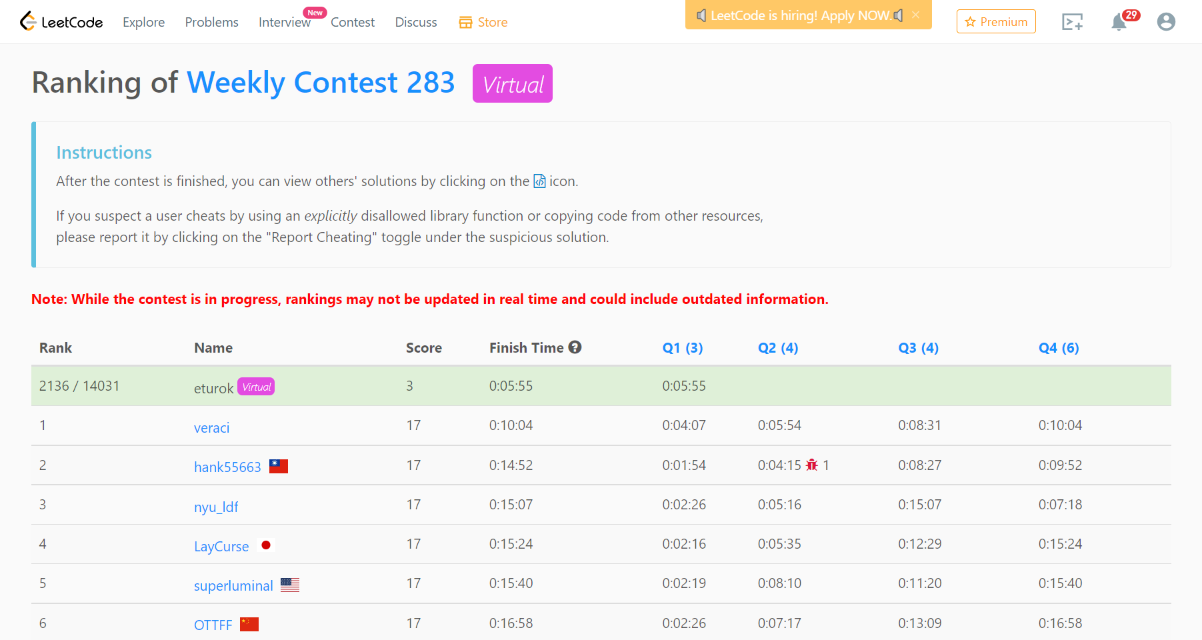 LeetCode Explore Problems Interview New Contest Discuss Store LeetCode is hiring! Apply NOW × Premium 29
Ranking of Weekly Contest 283 Virtual
Instructions
After the contest is finished, you can view others' solutions by clicking on the icon.
If you suspect a user cheats by using an explicitly disallowed library function or copying code from other resources,
please report it by clicking on the "Report Cheating" toggle under the suspicious solution.
Note: While the contest is in progress, rankings may not be updated in real time and could include outdated information.
Rank Name Score Finish Time ? Q1 (3) Q2 (4) Q3 (4) Q4 (6)
2136 / 14031 eturok Virtual 3 0:05:55 0:05:55
1 veraci 17 0:10:04 0:04:07 0:05:54 0:08:31 0:10:04
2 hank55663 17 0:14:52 0:01:54 0:04:15 1 0:08:27 0:09:52
3 nyu_ldf 17 0:15:07 0:02:26 0:05:16 0:15:07 0:07:18
4 LayCurse 17 0:15:24 0:02:16 0:05:35 0:12:29 0:15:24
5 superluminal 17 0:15:40 0:02:19 0:08:10 0:11:20 0:15:40
6 OTTFF 17 0:16:58 0:02:26 0:07:17 0:13:09 0:16:58